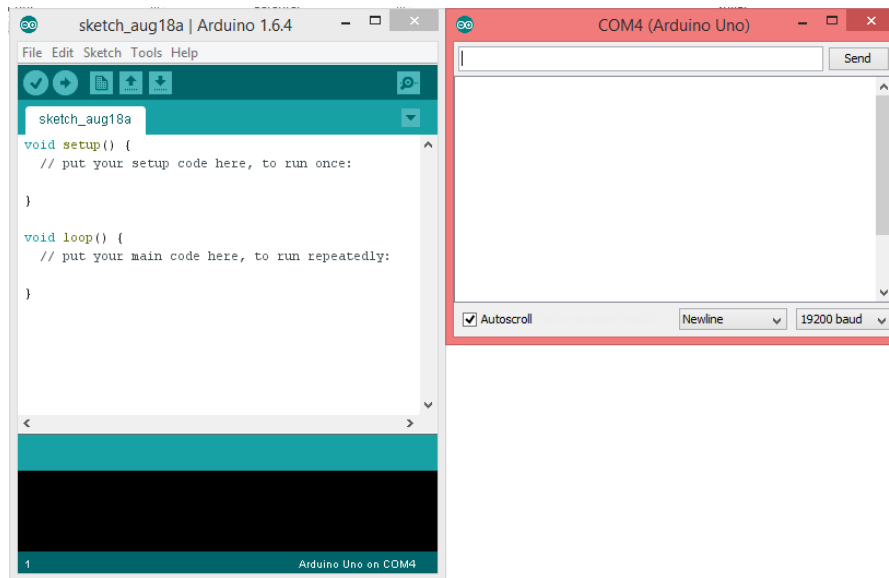 sketch_aug18a | Arduino 1.6.4
File Edit Sketch Tools Help
sketch_aug18a
void setup() {
// put your setup code here, to run once:
}
void loop() {
// put your main code here, to run repeatedly:
}
1
Arduino Uno on COM4
COM4 (Arduino Uno)
Send
Autoscroll
Newline
19200 baud